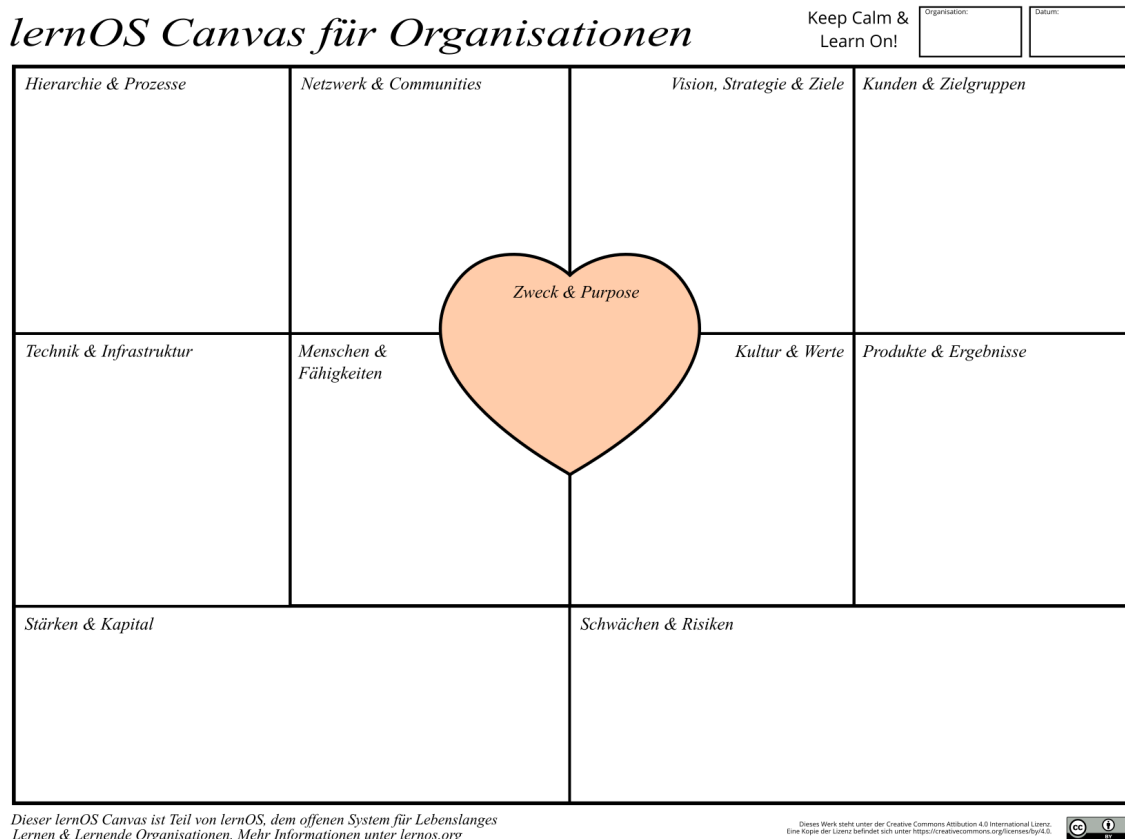 lernOS Canvas für Organisationen
Keep Calm &
Learn On!
Organisation:
Datum:
Hierarchie & Prozesse
Netzwerk & Communities
Vision, Strategie & Ziele
Kunden & Zielgruppen
Zweck & Purpose
Technik & Infrastruktur
Menschen &
Fähigkeiten
Kultur & Werte
Produkte & Ergebnisse
Stärken & Kapital
Schwächen & Risiken
Dieser lernOS Canvas ist Teil von lernOS, dem offenen System für Lebenslanges
Lernen & Lernende Organisationen. Mehr Informationen unter lernos.org
Dieses Werk steht unter der Creative Commons Attibution 4.0 International Lizenz.
Eine Kopie der Lizenz befindet sich unter https://creativecommons.org/licenses/by/4.0.
cc
BY